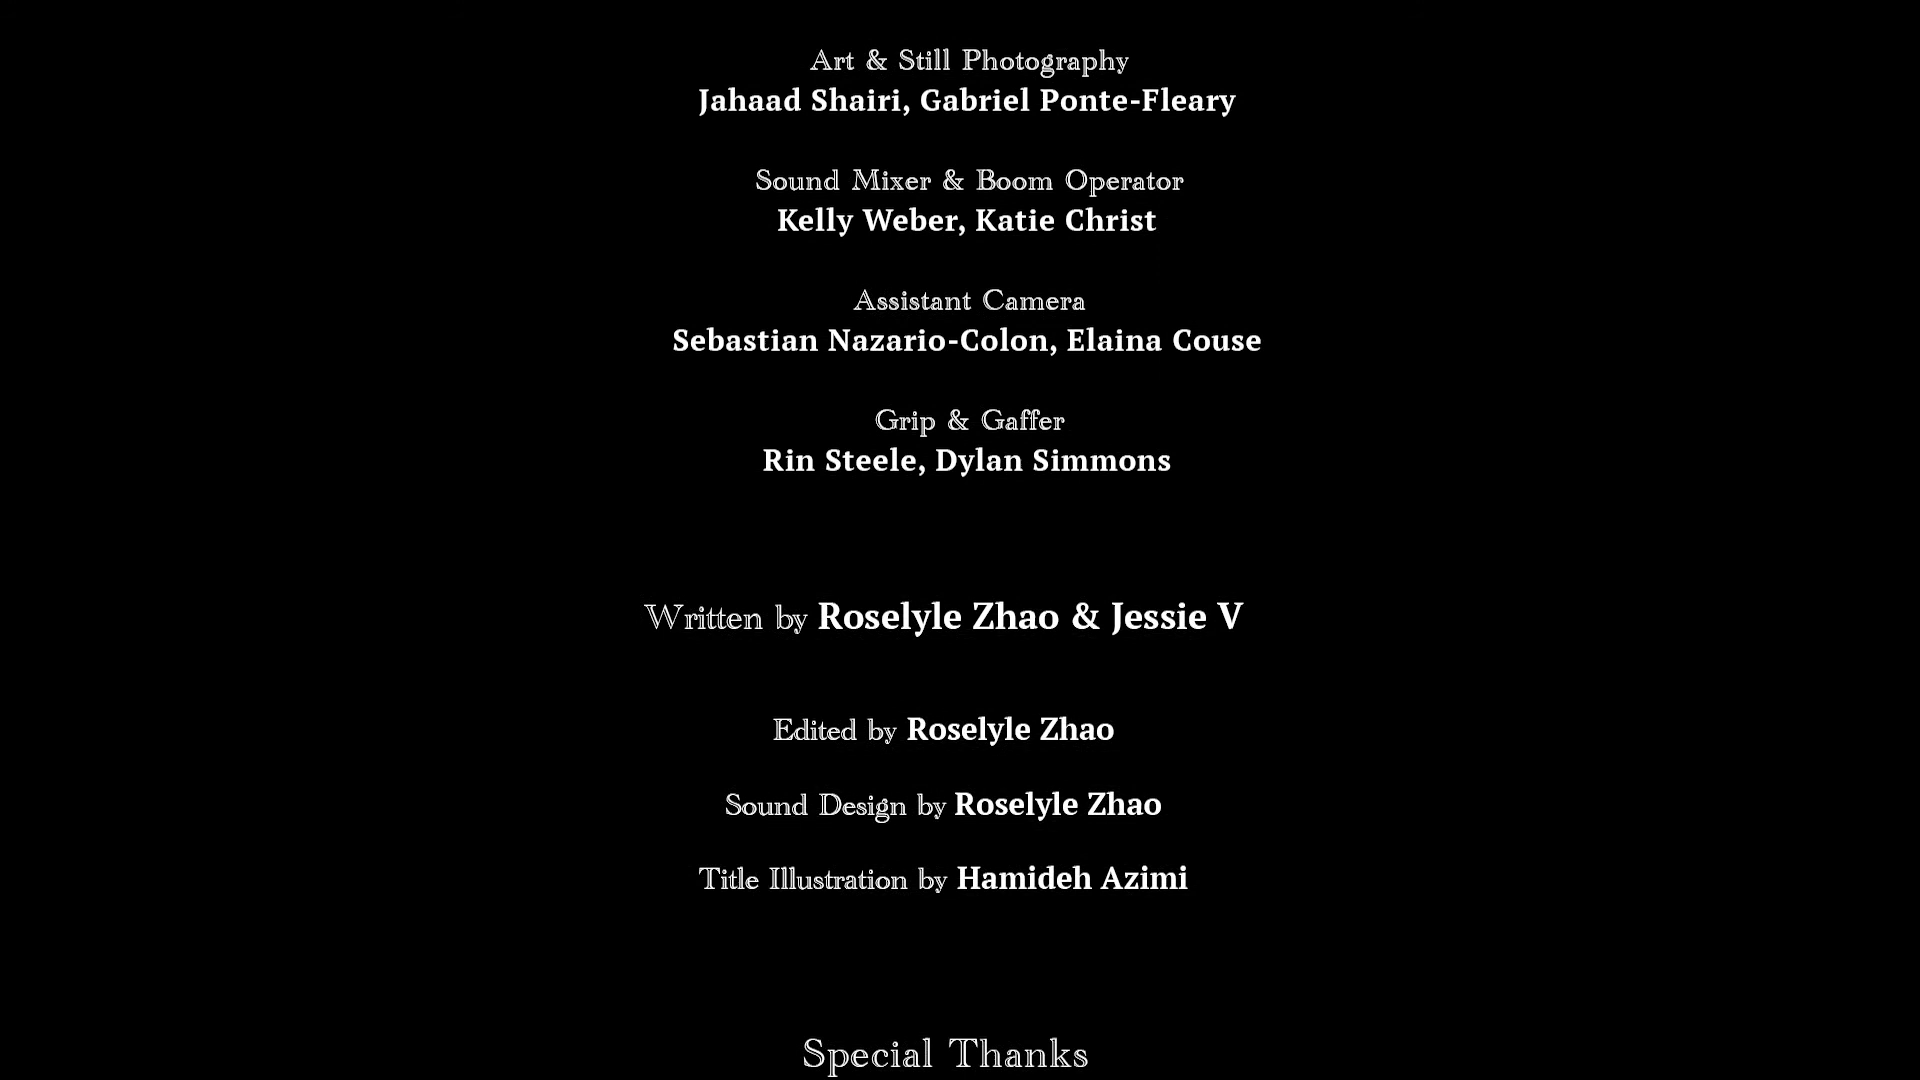 Art & Still Photography
Jahaad Shairi, Gabriel Ponte-Fleary
Sound Mixer & Boom Operator
Kelly Weber, Katie Christ
Assistant Camera
Sebastian Nazario-Colon, Elaina Couse
Grip & Gaffer
Rin Steele, Dylan Simmons
Written by Roselyle Zhao & Jessie V
Edited by Roselyle Zhao
Sound Design by Roselyle Zhao
Title Illustration by Hamideh Azimi
Special Thanks